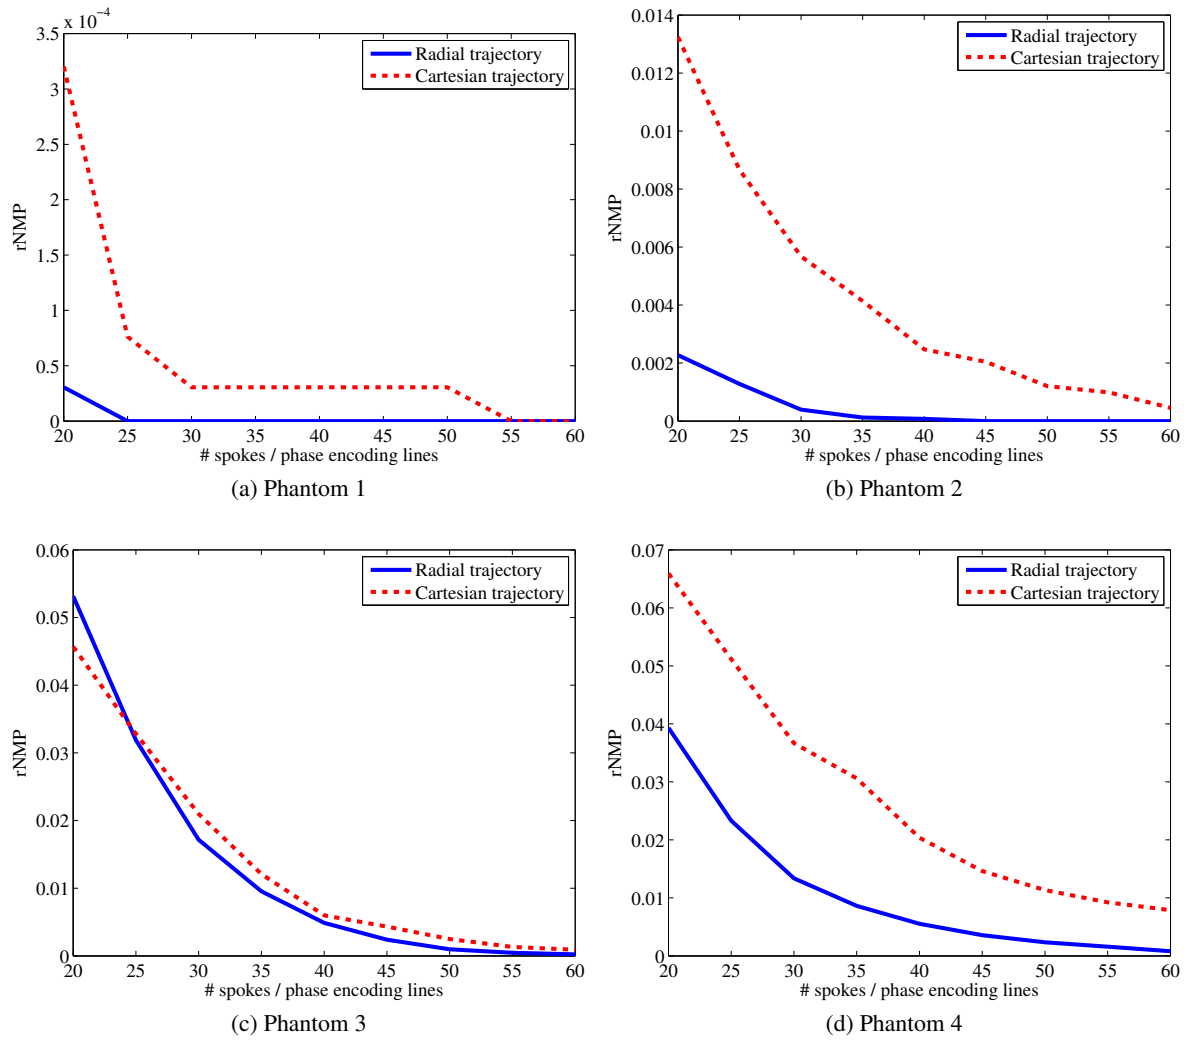 x 10⁻⁴
3.5
3
2.5
2
1.5
1
0.5
0
rNMP
Radial trajectory
Cartesian trajectory
20 25 30 35 40 45 50 55 60
# spokes / phase encoding lines
(a) Phantom 1
0.014
0.012
0.01
0.008
0.006
0.004
0.002
0
rNMP
Radial trajectory
Cartesian trajectory
20 25 30 35 40 45 50 55 60
# spokes / phase encoding lines
(b) Phantom 2
0.06
0.05
0.04
0.03
0.02
0.01
0
rNMP
Radial trajectory
Cartesian trajectory
20 25 30 35 40 45 50 55 60
# spokes / phase encoding lines
(c) Phantom 3
0.07
0.06
0.05
0.04
0.03
0.02
0.01
0
rNMP
Radial trajectory
Cartesian trajectory
20 25 30 35 40 45 50 55 60
# spokes / phase encoding lines
(d) Phantom 4